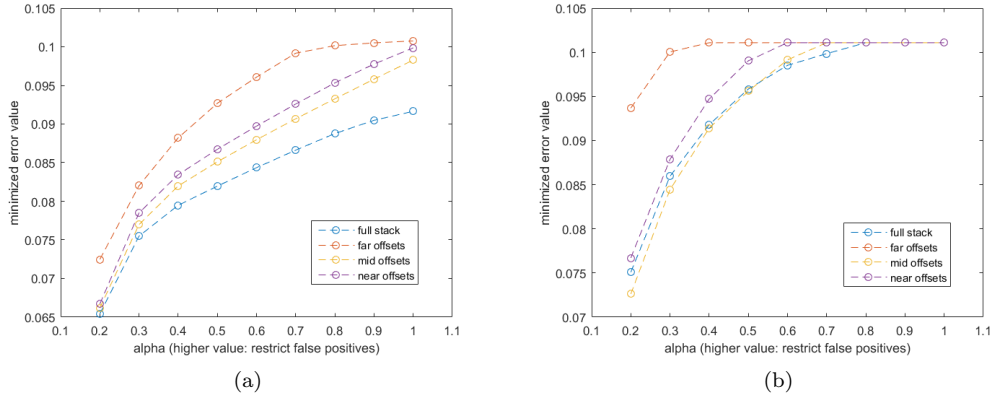 0.105
0.1
0.095
0.09
0.085
0.08
0.075
0.07
0.065
minimized error value
0.1 0.2 0.3 0.4 0.5 0.6 0.7 0.8 0.9 1 1.1
alpha (higher value: restrict false positives)
full stack
far offsets
mid offsets
near offsets
(a)
0.105
0.1
0.095
0.09
0.085
0.08
0.075
0.07
minimized error value
0.1 0.2 0.3 0.4 0.5 0.6 0.7 0.8 0.9 1 1.1
alpha (higher value: restrict false positives)
full stack
far offsets
mid offsets
near offsets
(b)